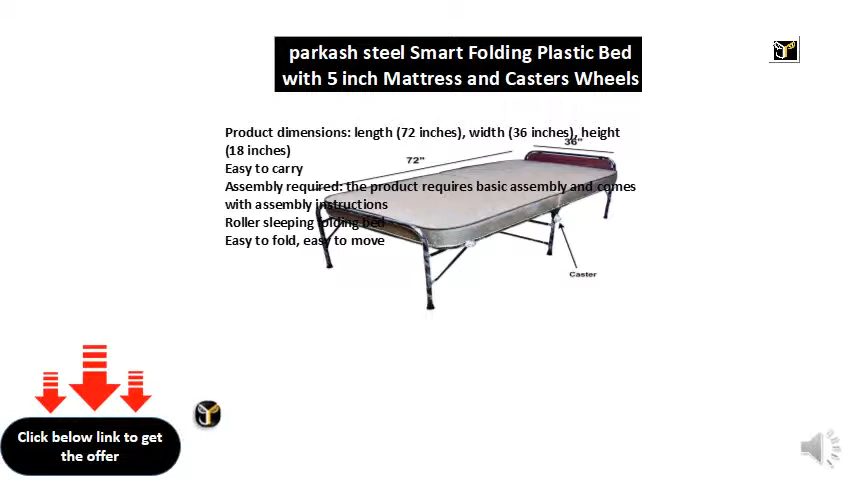 parkash steel Smart Folding Plastic Bed
with 5 inch Mattress and Casters Wheels
Product dimensions: length (72 inches), width (36 inches), height
(18 inches)
36"
72"
Easy to carry
Assembly required: the product requires basic assembly and comes
with assembly instructions
Roller sleeping folding bed
Easy to fold, easy to move
Caster
Click below link to get
the offer